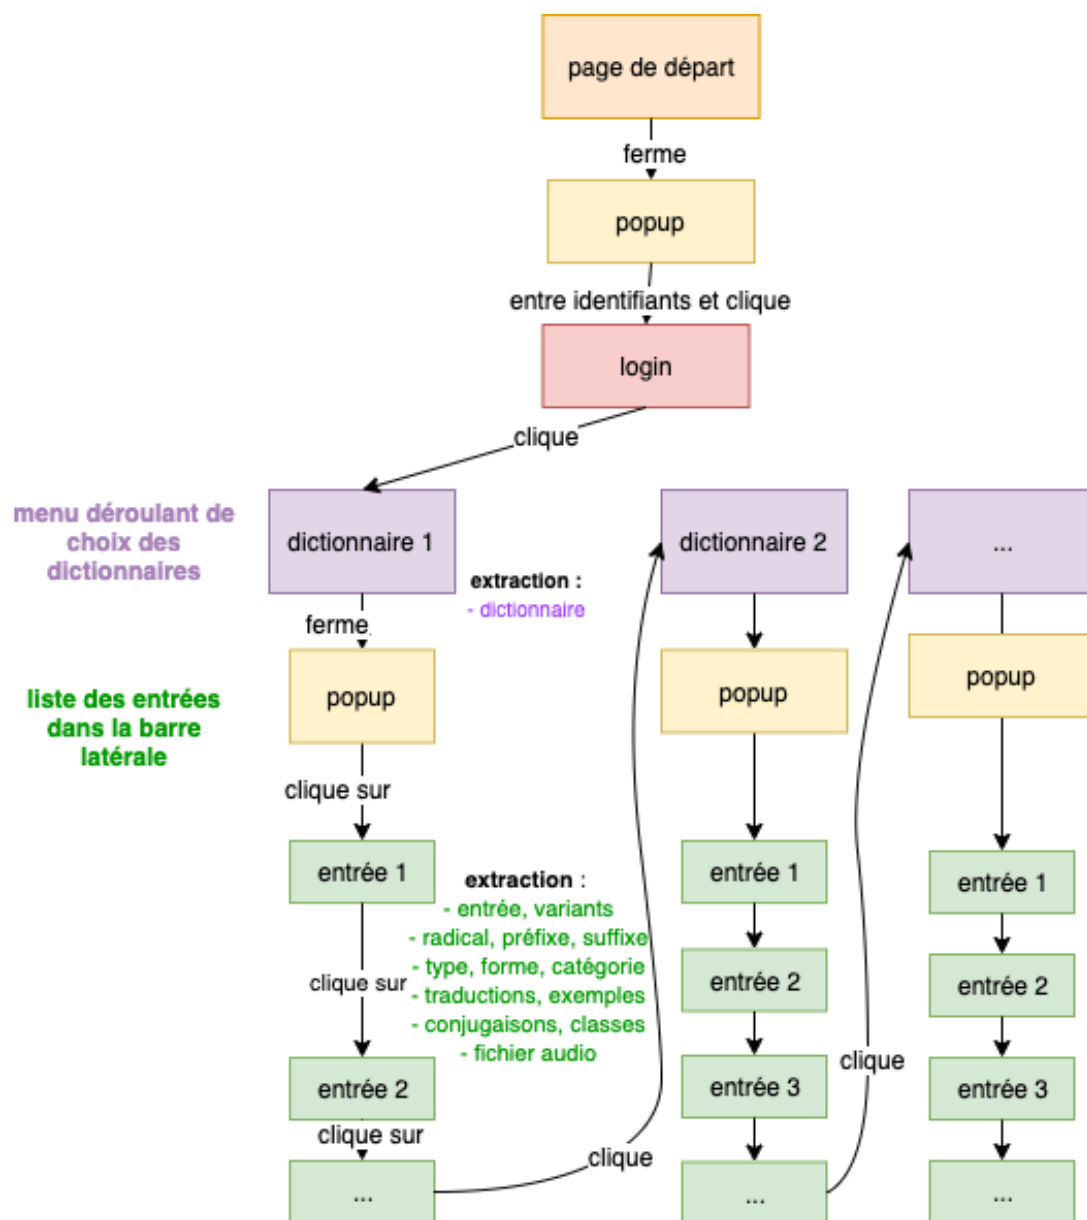 page de départ
ferme
popup
entre identifiants et clique
login
clique
menu déroulant de
choix des
dictionnaires
dictionnaire 1
extraction :
- dictionnaire
ferme
liste des entrées
dans la barre
latérale
popup
clique sur
entrée 1
extraction :
- entrée, variants
- radical, préfixe, suffixe
- type, forme, catégorie
- traductions, exemples
- conjugaisons, classes
- fichier audio
clique sur
entrée 2
clique sur
...
clique
dictionnaire 2
popup
entrée 1
entrée 2
entrée 3
...
clique
...
popup
entrée 1
entrée 2
entrée 3
...